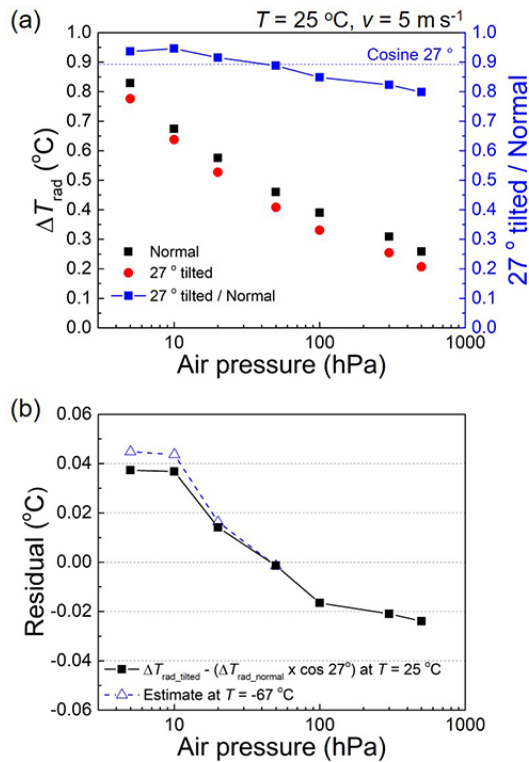 (a)
T = 25 °C, v = 5 m s-1
1.0
0.9
0.8
0.7
0.6
0.5
0.4
0.3
0.2
0.1
0.0
ΔTrad (°C)
Cosine 27 °
Normal
27 ° tilted
27 ° tilted / Normal
1.0
0.9
0.8
0.7
0.6
0.5
0.4
0.3
0.2
0.1
0.0
27 ° tilted / Normal
10 100 1000
Air pressure (hPa)
(b)
0.06
0.04
0.02
0.00
-0.02
-0.04
-0.06
Residual (°C)
ΔTrad_tilted - (ΔTrad_normal x cos 27°) at T = 25 °C
Estimate at T = -67 °C
10 100 1000
Air pressure (hPa)